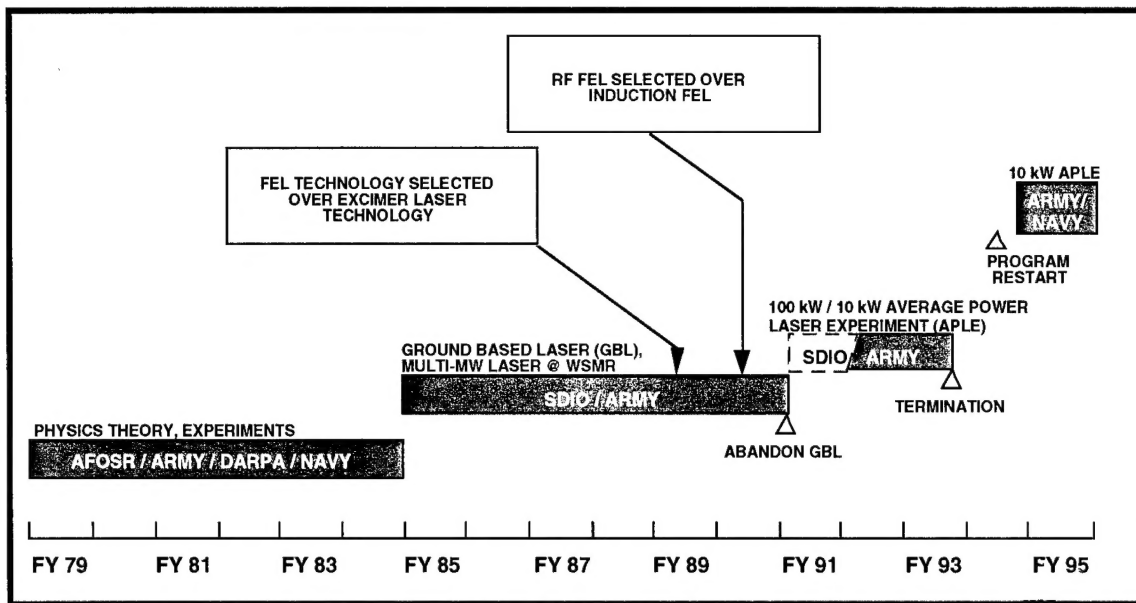 RF FEL SELECTED OVER
INDUCTION FEL
FEL TECHNOLOGY SELECTED
OVER EXCIMER LASER
TECHNOLOGY
10 kW APLE
ARMY/
NAVY
PROGRAM
RESTART
100 kW / 10 kW AVERAGE POWER
LASER EXPERIMENT (APLE)
SDIO
ARMY
TERMINATION
GROUND BASED LASER (GBL),
MULTI-MW LASER @ WSMR
SDIO / ARMY
ABANDON GBL
PHYSICS THEORY, EXPERIMENTS
AFOSR / ARMY / DARPA / NAVY
FY 79 FY 81 FY 83 FY 85 FY 87 FY 89 FY 91 FY 93 FY 95